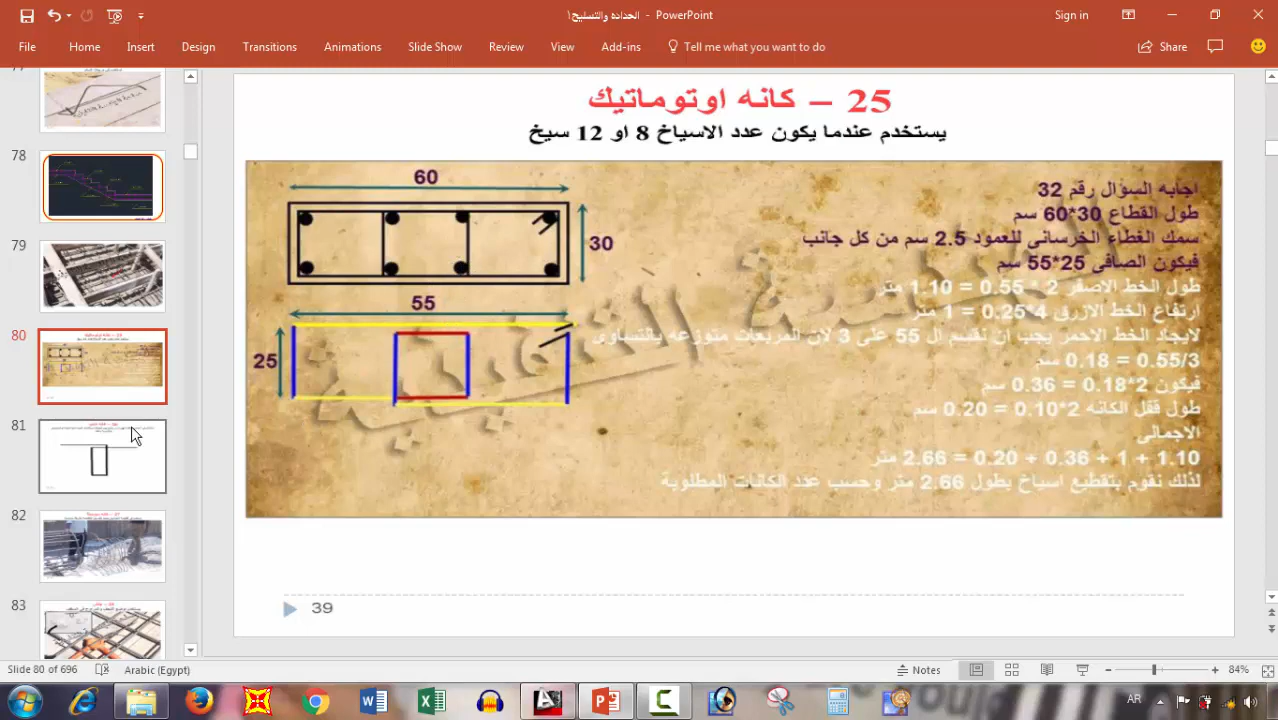 الحداده والتسليح1 - PowerPoint
Sign in
File
Home
Insert
Design
Transitions
Animations
Slide Show
Review
View
Add-ins
Tell me what you want to do
Share
77
78
79
80
81
82
83
25 – كانه اوتوماتيك
يستخدم عندما يكون عدد الاسياخ 8 او 12 سيخ
60
30
55
25
اجابه السؤال رقم 32
طول القطاع 30*60 سم
سمك الغطاء الخرسانى للعمود 2.5 سم من كل جانب
فيكون الصافى 25*55 سم
طول الخط الاصفر 2 * 0.55 = 1.10 متر
ارتفاع الخط الازرق 4*0.25 = 1 متر
لايجاد الخط الاحمر يجب ان نقسم ال 55 على 3 لان المربعات متوزعه بالتساوى
0.55/3 = 0.18 سم
فيكون 2*0.18 = 0.36 سم
طول قفل الكانه 2*0.10 = 0.20 سم
الاجمالى
1.10 + 1 + 0.36 + 0.20 = 2.66 متر
لذلك نقوم بتقطيع اسياخ بطول 2.66 متر وحسب عدد الكانات المطلوبة
39
Slide 80 of 696
Arabic (Egypt)
Notes
84%
AR